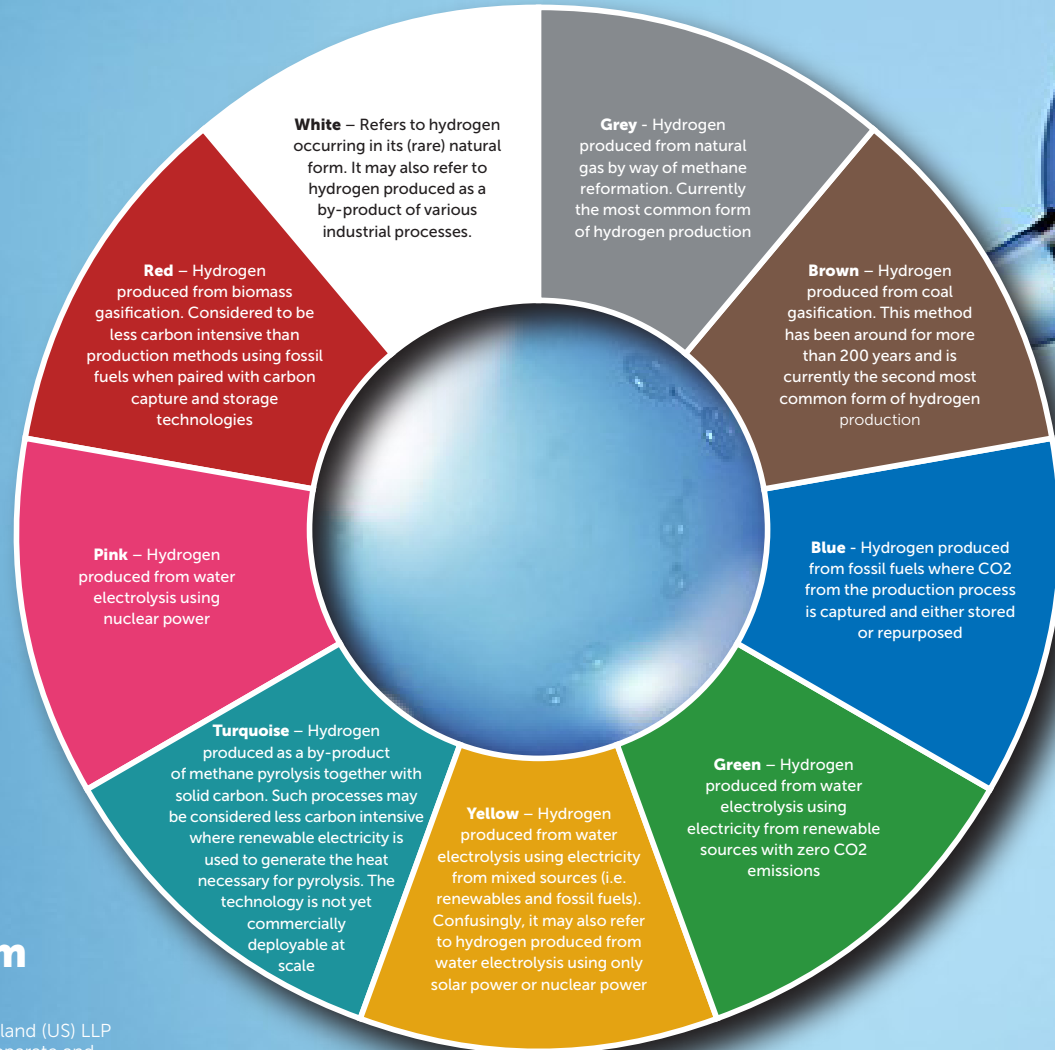 White – Refers to hydrogen
occurring in its (rare) natural
form. It may also refer to
hydrogen produced as a
by-product of various
industrial processes.
Grey - Hydrogen
produced from natural
gas by way of methane
reformation. Currently
the most common form
of hydrogen production
Brown – Hydrogen
produced from coal
gasification. This method
has been around for more
than 200 years and is
currently the second most
common form of hydrogen
production
Blue - Hydrogen produced
from fossil fuels where CO2
from the production process
is captured and either stored
or repurposed
Green – Hydrogen
produced from water
electrolysis using
electricity from renewable
sources with zero CO2
emissions
Yellow – Hydrogen
produced from water
electrolysis using electricity
from mixed sources (i.e.
renewables and fossil fuels).
Confusingly, it may also refer
to hydrogen produced from
water electrolysis using only
solar power or nuclear power
Turquoise – Hydrogen
produced as a by-product
of methane pyrolysis together with
solid carbon. Such processes may
be considered less carbon intensive
where renewable electricity is
used to generate the heat
necessary for pyrolysis. The
technology is not yet
commercially
deployable at
scale
Pink – Hydrogen
produced from water
electrolysis using
nuclear power
Red – Hydrogen
produced from biomass
gasification. Considered to be
less carbon intensive than
production methods using fossil
fuels when paired with carbon
capture and storage
technologies
m
land (US) LLP